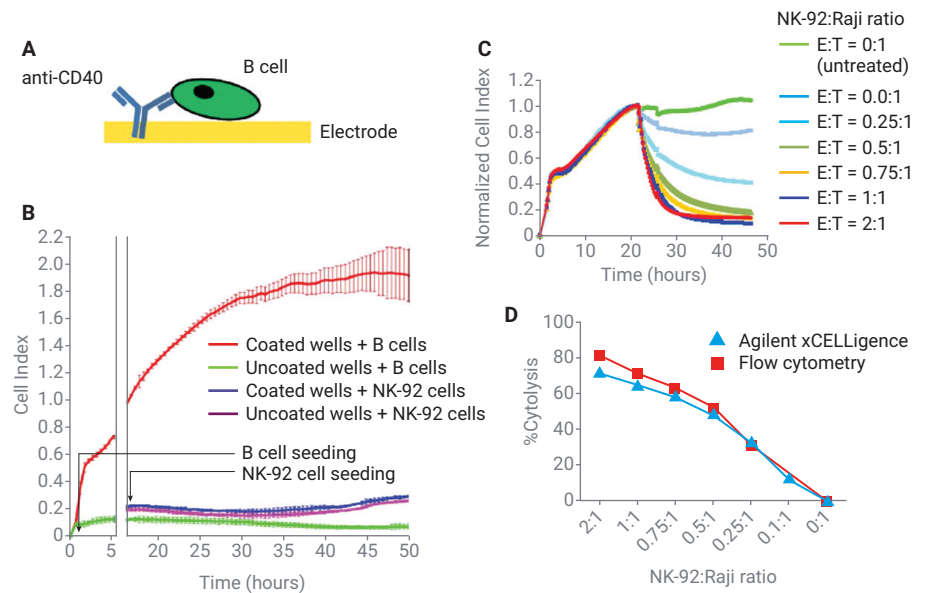 A
anti-CD40
B cell
Electrode
B
2.2
2.0
1.8
1.6
1.4
1.2
1.0
0.8
0.6
0.4
0.2
0
Cell Index
Coated wells + B cells
Uncoated wells + B cells
Coated wells + NK-92 cells
Uncoated wells + NK-92 cells
B cell seeding
NK-92 cell seeding
0 5 20 25 30 35 40 45 50
Time (hours)
C
NK-92:Raji ratio
E:T = 0:1
(untreated)
E:T = 0.0:1
E:T = 0.25:1
E:T = 0.5:1
E:T = 0.75:1
E:T = 1:1
E:T = 2:1
1.2
1.0
0.8
0.6
0.4
0.2
0
Normalized Cell Index
0 10 20 30 40 50
Time (hours)
D
100
80
60
40
20
0
%Cytolysis
Agilent xCELLigence
Flow cytometry
2:1 1:1 0.75:1 0.5:1 0.25:1 0.1:1 0:1
NK-92:Raji ratio